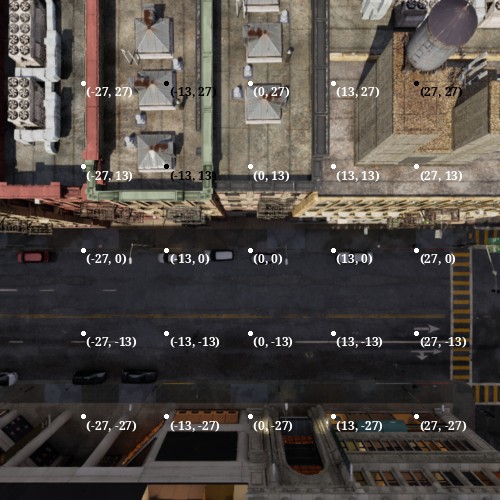 (-27, 27) (-13, 27) (0, 27) (13, 27) (27, 27)
(-27, 13) (-13, 13) (0, 13) (13, 13) (27, 13)
(-27, 0) (-13, 0) (0, 0) (13, 0) (27, 0)
(-27, -13) (-13, -13) (0, -13) (13, -13) (27, -13)
(-27, -27) (-13, -27) (0, -27) (13, -27) (27, -27)